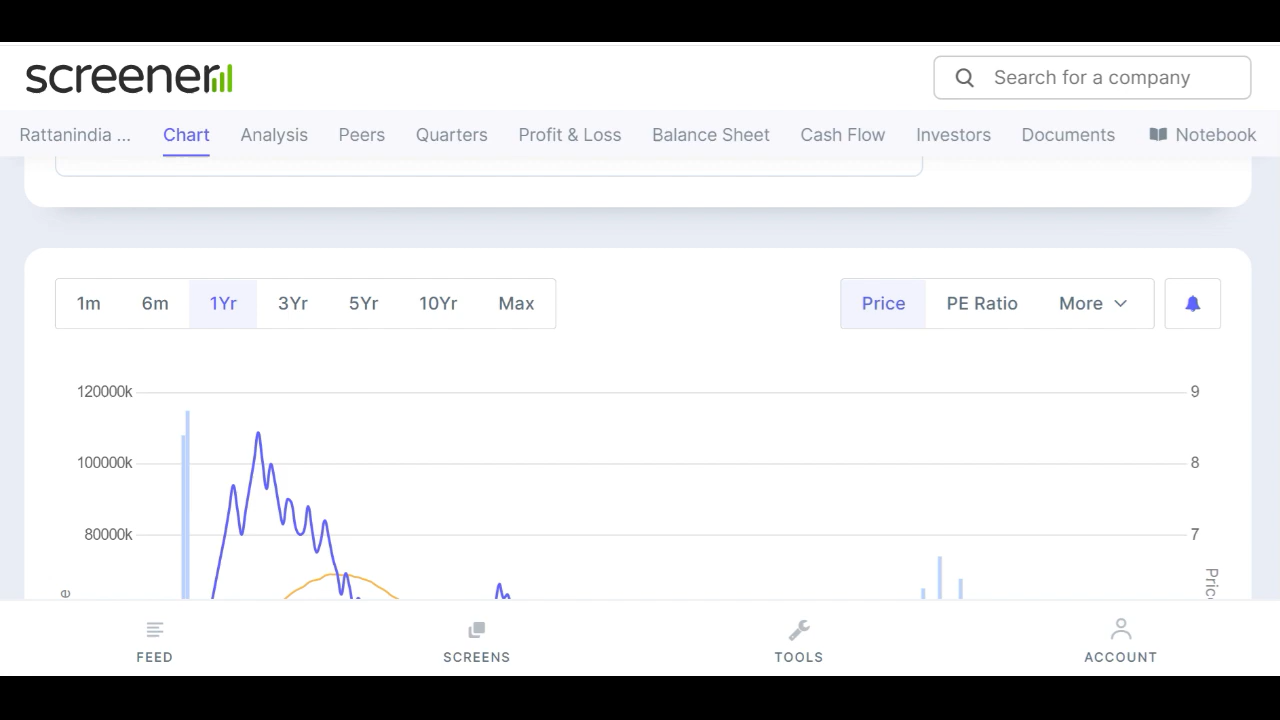 screener
Search for a company
Rattanindia ... Chart Analysis Peers Quarters Profit & Loss Balance Sheet Cash Flow Investors Documents Notebook
1m 6m 1Yr 3Yr 5Yr 10Yr Max Price PE Ratio More
120000k 9
100000k 8
80000k 7
FEED SCREENS TOOLS ACCOUNT